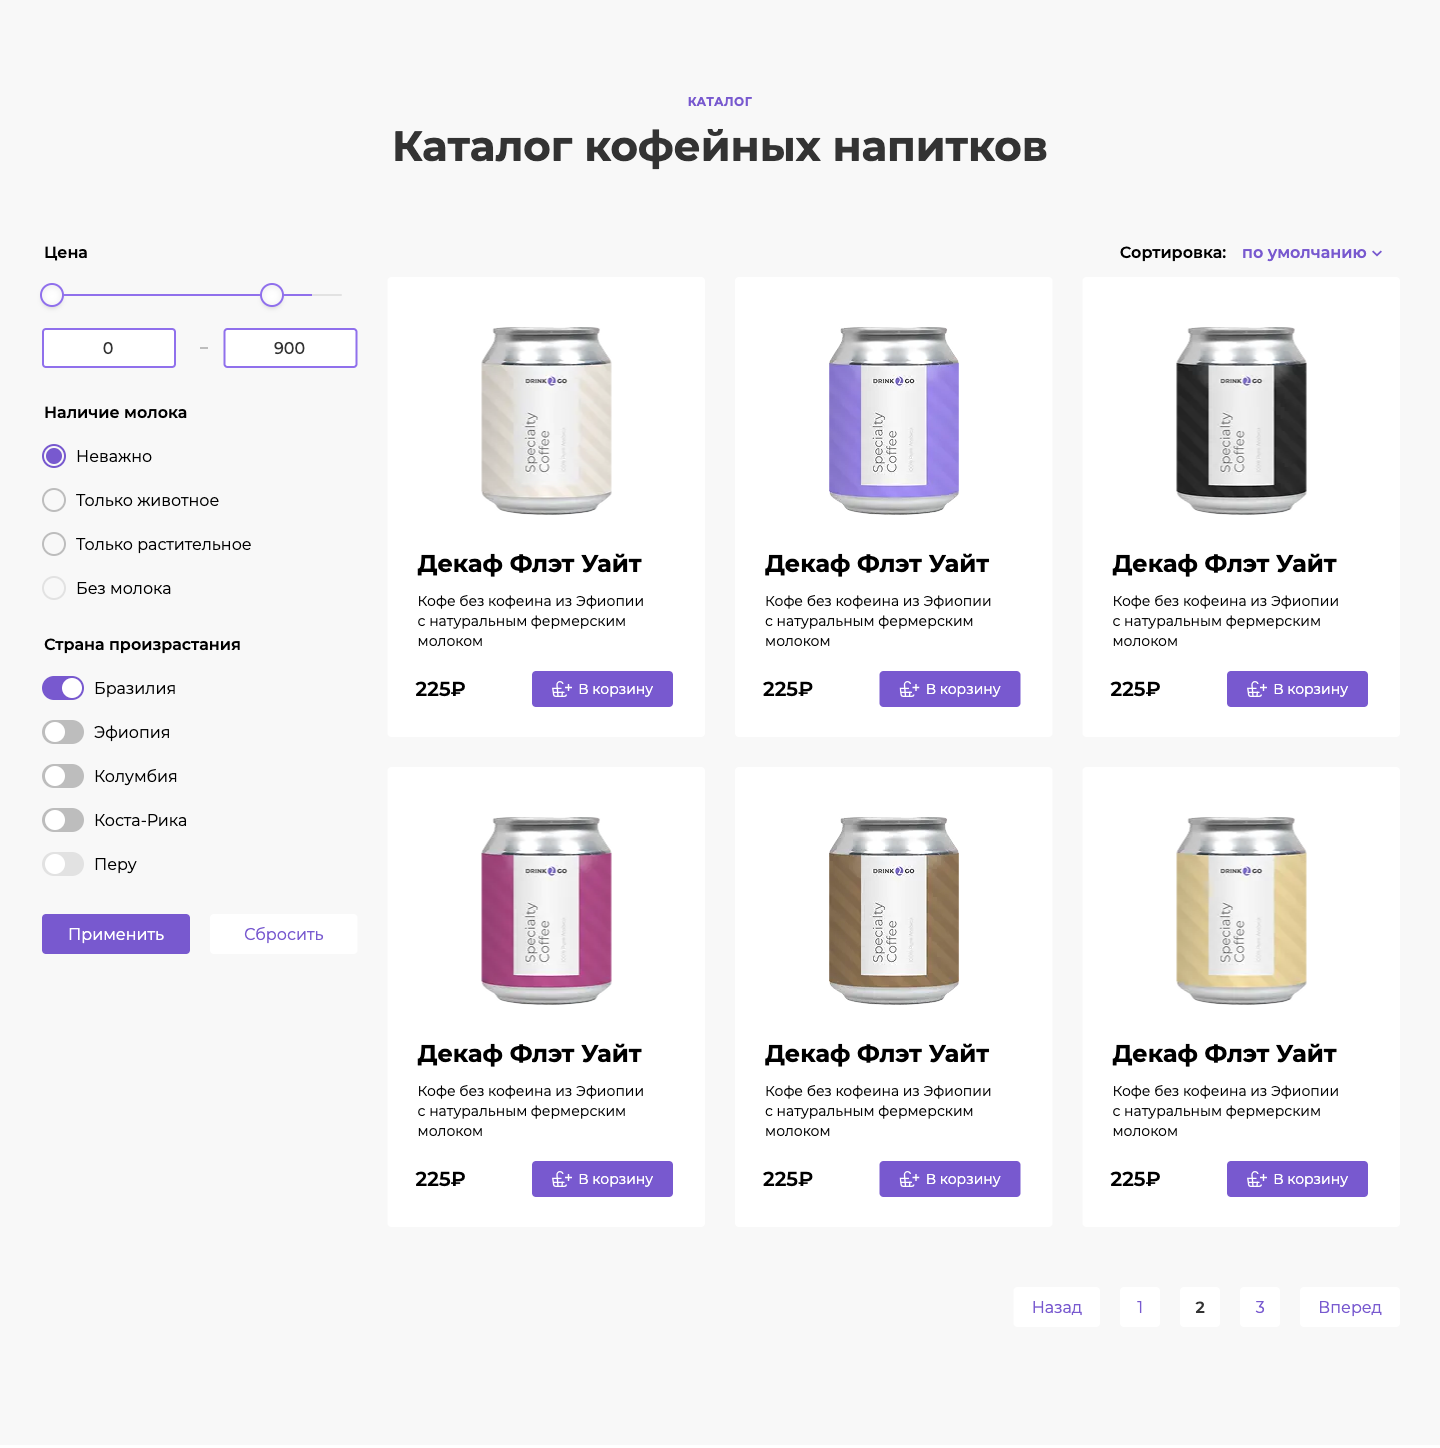 КАТАЛОГ
Каталог кофейных напитков
Цена
0
–
900
Наличие молока
Неважно
Только животное
Только растительное
Без молока
Страна произрастания
Бразилия
Эфиопия
Колумбия
Коста-Рика
Перу
Применить
Сбросить
Сортировка: по умолчанию
DRINK 2 GO
Specialty
Coffee
Декаф Флэт Уайт
Кофе без кофеина из Эфиопии
с натуральным фермерским
молоком
225₽
В корзину
DRINK 2 GO
Specialty
Coffee
Декаф Флэт Уайт
Кофе без кофеина из Эфиопии
с натуральным фермерским
молоком
225₽
В корзину
DRINK 2 GO
Specialty
Coffee
Декаф Флэт Уайт
Кофе без кофеина из Эфиопии
с натуральным фермерским
молоком
225₽
В корзину
DRINK 2 GO
Specialty
Coffee
Декаф Флэт Уайт
Кофе без кофеина из Эфиопии
с натуральным фермерским
молоком
225₽
В корзину
DRINK 2 GO
Specialty
Coffee
Декаф Флэт Уайт
Кофе без кофеина из Эфиопии
с натуральным фермерским
молоком
225₽
В корзину
DRINK 2 GO
Specialty
Coffee
Декаф Флэт Уайт
Кофе без кофеина из Эфиопии
с натуральным фермерским
молоком
225₽
В корзину
Назад
1
2
3
Вперед